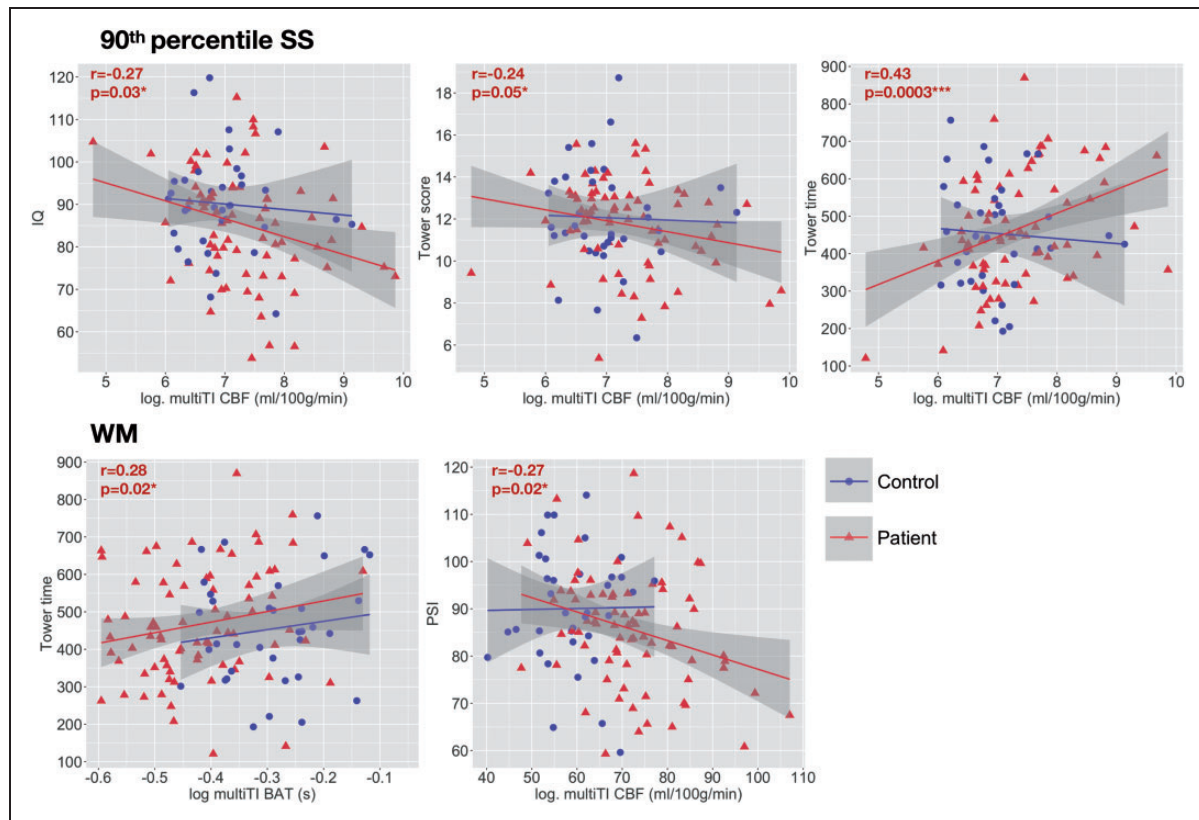 90th percentile SS
r=-0.27
p=0.03*
IQ
120
110
100
90
80
70
60
5 6 7 8 9 10
log. multiTI CBF (ml/100g/min)
r=-0.24
p=0.05*
Tower score
18
16
14
12
10
8
6
5 6 7 8 9 10
log. multiTI CBF (ml/100g/min)
r=0.43
p=0.0003***
Tower time
900
800
700
600
500
400
300
200
100
5 6 7 8 9 10
log. multiTI CBF (ml/100g/min)
WM
r=0.28
p=0.02*
Tower time
900
800
700
600
500
400
300
200
100
-0.6 -0.5 -0.4 -0.3 -0.2 -0.1
log multiTI BAT (s)
r=-0.27
p=0.02*
PSI
120
110
100
90
80
70
60
40 50 60 70 80 90 100 110
log. multiTI CBF (ml/100g/min)
Control
Patient